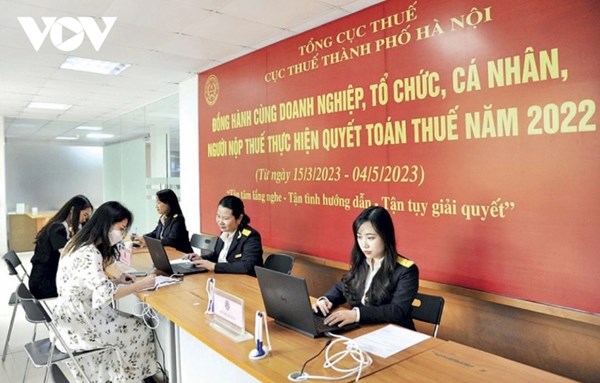 VOV
TỔNG CỤC THUẾ
CỤC THUẾ THÀNH PHỐ HÀ NỘI
ĐỒNG HÀNH CÙNG DOANH NGHIỆP, TỔ CHỨC, CÁ NHÂN,
NGƯỜI NỘP THUẾ THỰC HIỆN QUYẾT TOÁN THUẾ NĂM 2022
(Từ ngày 15/3/2023 - 04/5/2023)
"Tận tâm lắng nghe - Tận tình hướng dẫn - Tận tụy giải quyết"